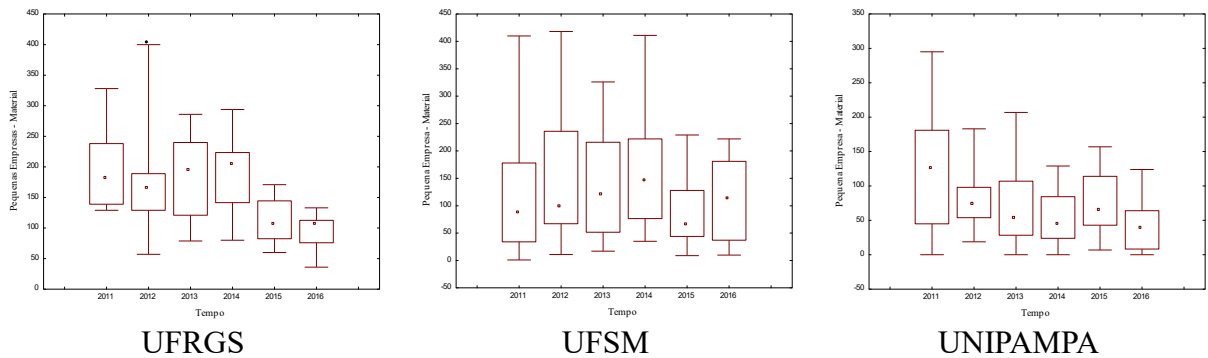 Pequenas Empresas - Material
450
400
350
300
250
200
150
100
50
0
2011 2012 2013 2014 2015 2016
Tempo
UFRGS
Pequena Empresa - Material
450
400
350
300
250
200
150
100
50
0
-50
2011 2012 2013 2014 2015 2016
Tempo
UFSM
Pequena Empresa - Material
350
300
250
200
150
100
50
0
-50
2011 2012 2013 2014 2015 2016
Tempo
UNIPAMPA